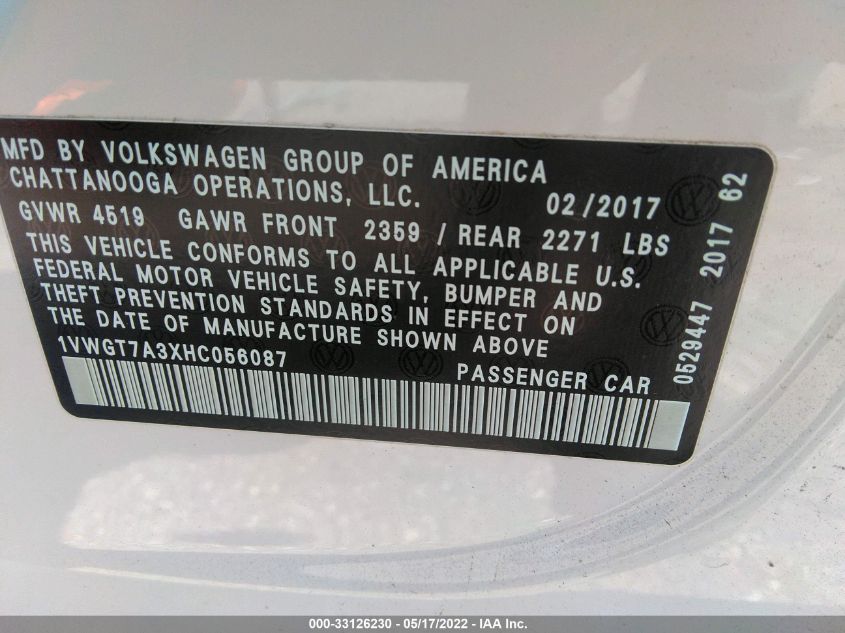 MFD BY VOLKSWAGEN GROUP OF AMERICA
CHATTANOOGA OPERATIONS, LLC. 02/2017
GVWR 4519 GAWR FRONT 2359 / REAR 2271 LBS
THIS VEHICLE CONFORMS TO ALL APPLICABLE U.S.
FEDERAL MOTOR VEHICLE SAFETY, BUMPER AND
THEFT PREVENTION STANDARDS IN EFFECT ON
THE DATE OF MANUFACTURE SHOWN ABOVE
1VWGT7A3XHC056087 PASSENGER CAR
0529447 2017 62
000-33126230 - 05/17/2022 - IAA Inc.